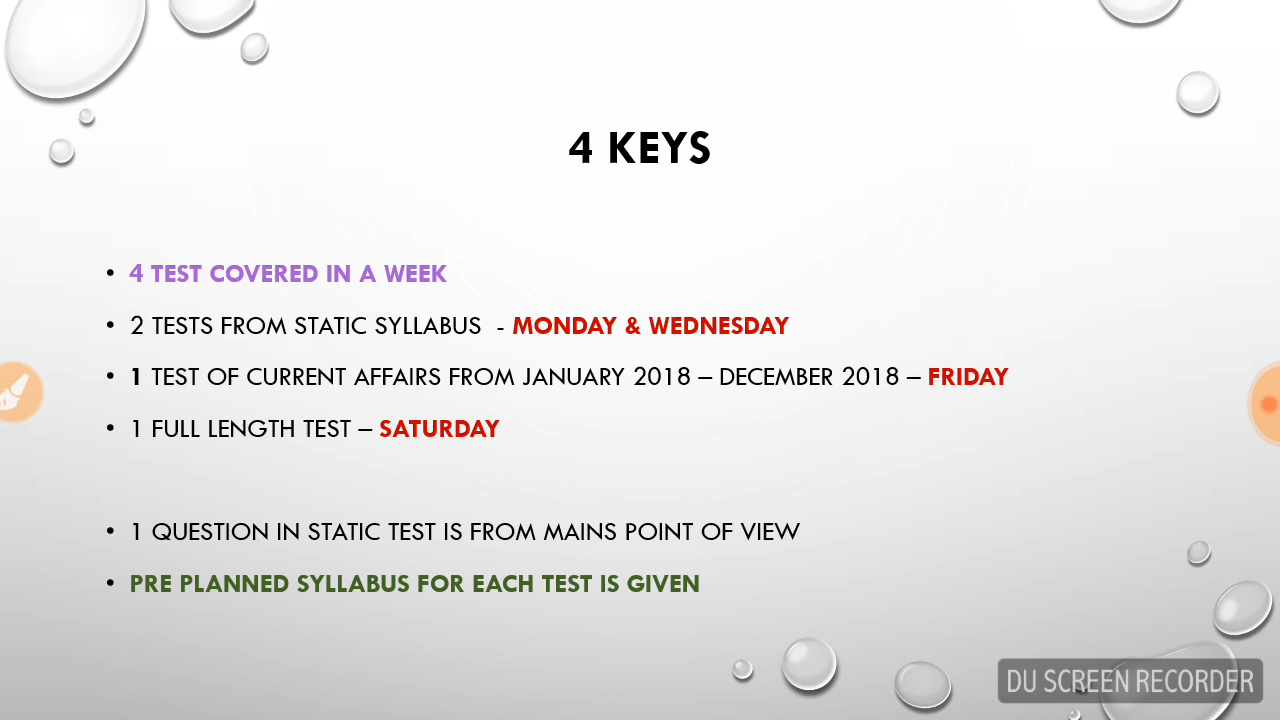 4 KEYS
• 4 TEST COVERED IN A WEEK
• 2 TESTS FROM STATIC SYLLABUS - MONDAY & WEDNESDAY
• 1 TEST OF CURRENT AFFAIRS FROM JANUARY 2018 – DECEMBER 2018 – FRIDAY
• 1 FULL LENGTH TEST – SATURDAY
• 1 QUESTION IN STATIC TEST IS FROM MAINS POINT OF VIEW
• PRE PLANNED SYLLABUS FOR EACH TEST IS GIVEN
DU SCREEN RECORDER